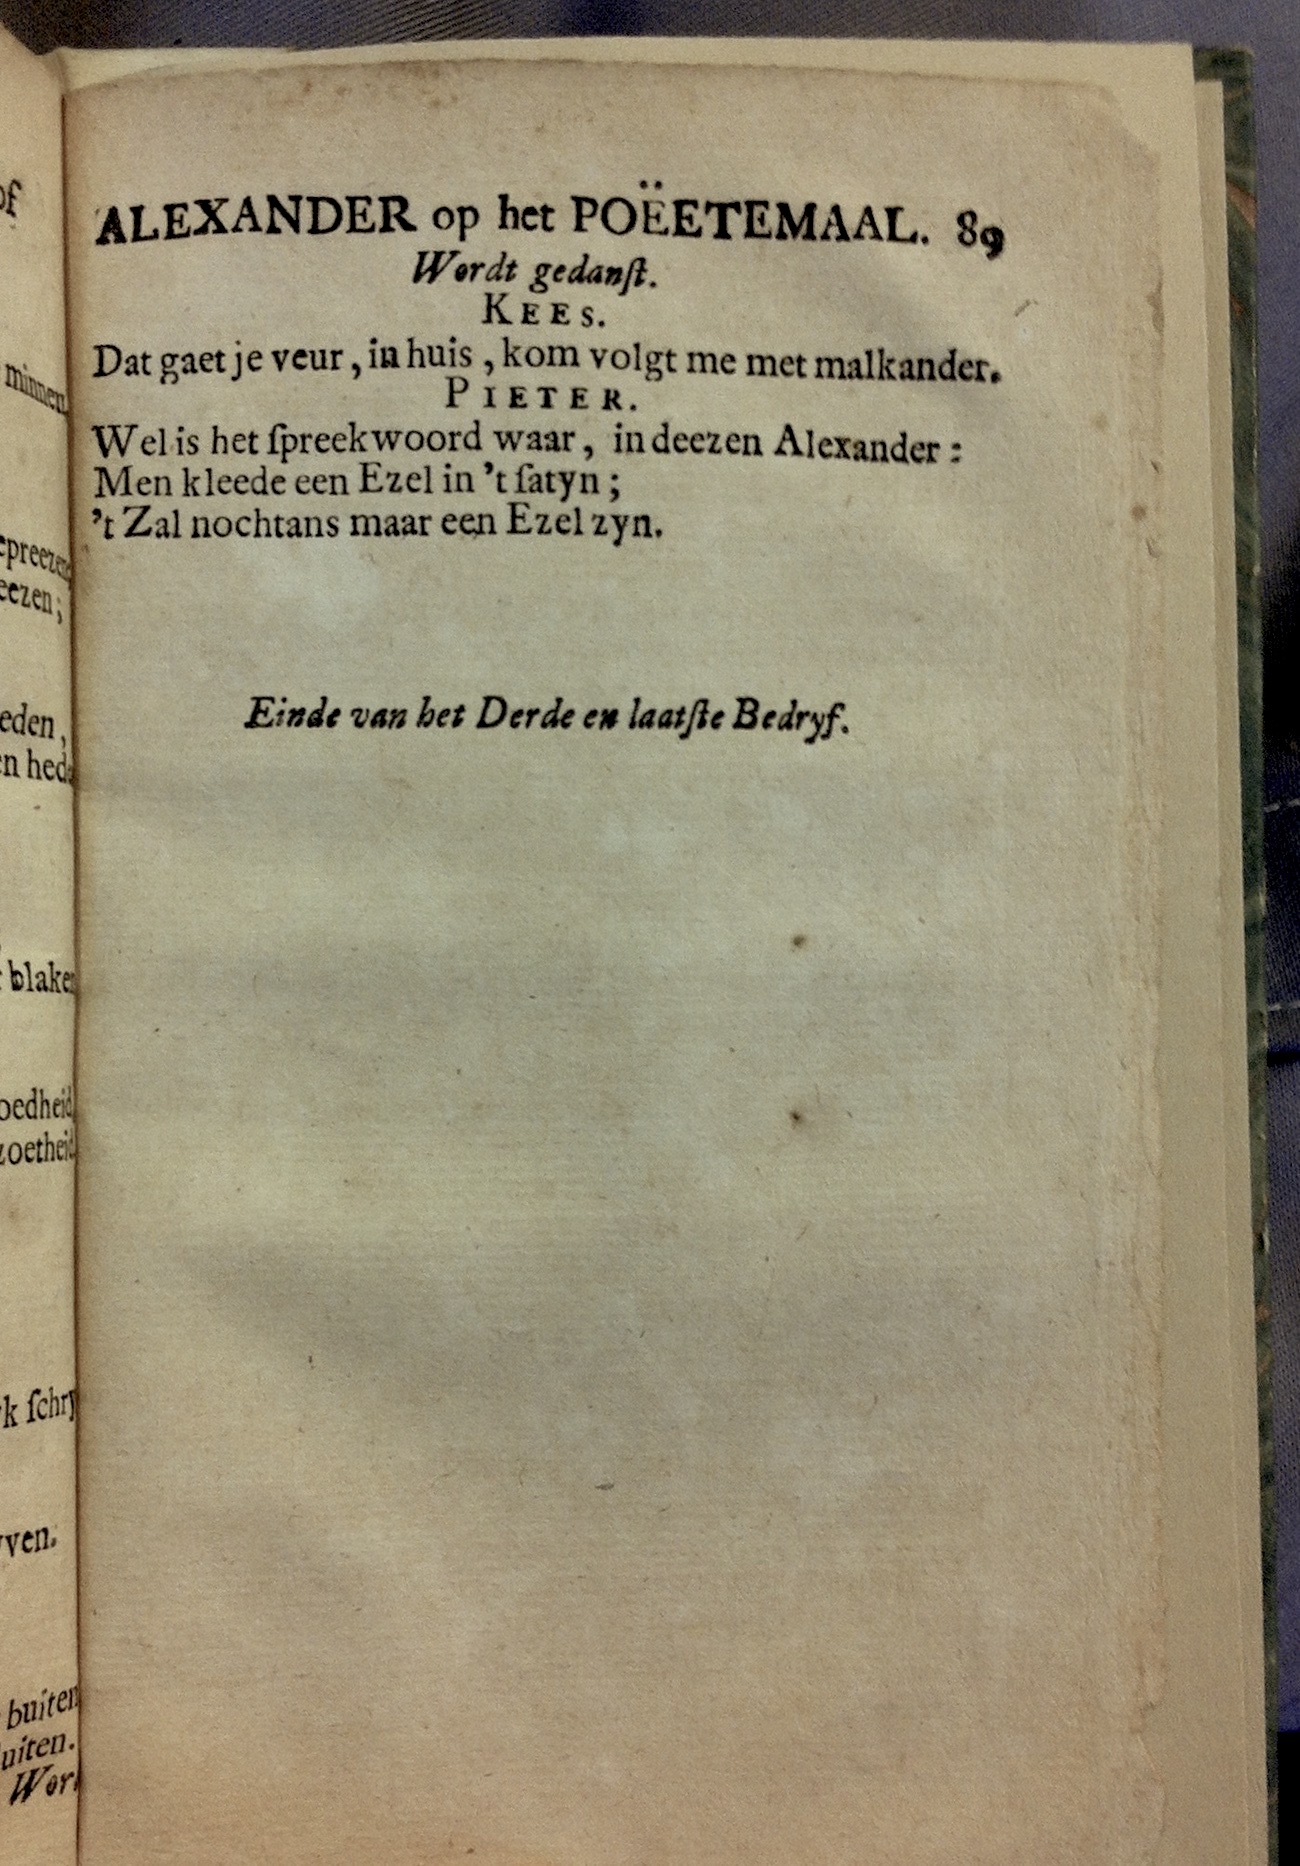 ALEXANDER op het POËETEMAAL. 89
Wordt gedanſt.
KEES.
Dat gaet je veur, in huis, kom volgt me met malkander.
PIETER.
Wel is het ſpreekwoord waar, in deezen Alexander:
Men kleede een Ezel in 't ſatyn;
't Zal nochtans maar een Ezel zyn.
Einde van het Derde en laatſte Bedryf.